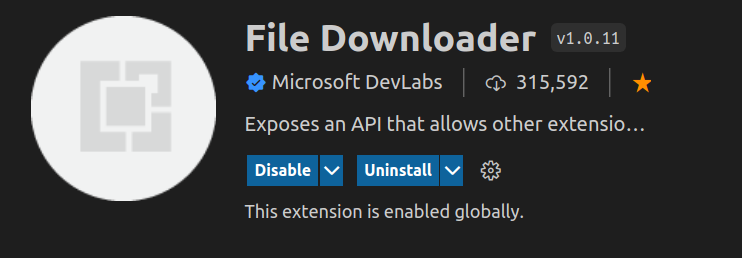 File Downloader v1.0.11
Microsoft DevLabs 315,592
Exposes an API that allows other extensio…
Disable Uninstall
This extension is enabled globally.